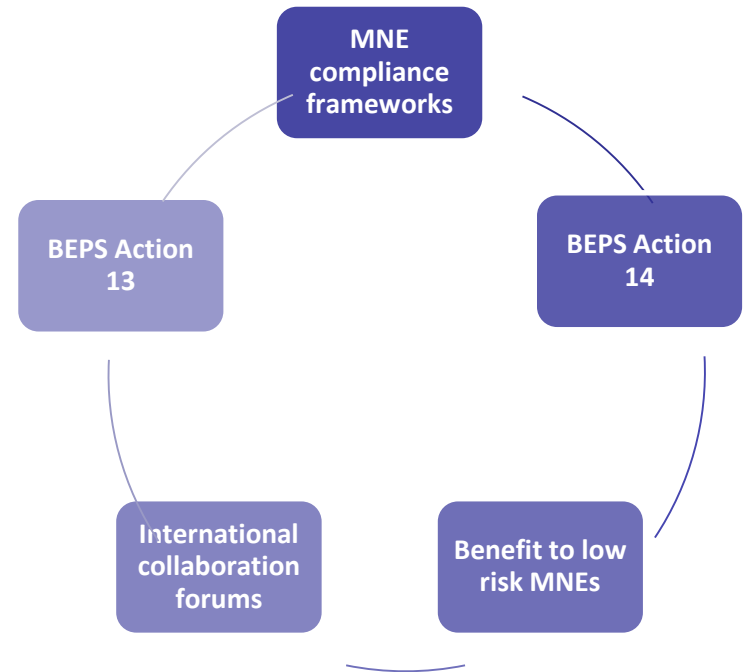 MNE
compliance
frameworks
BEPS Action
13
BEPS Action
14
International
collaboration
forums
Benefit to low
risk MNEs